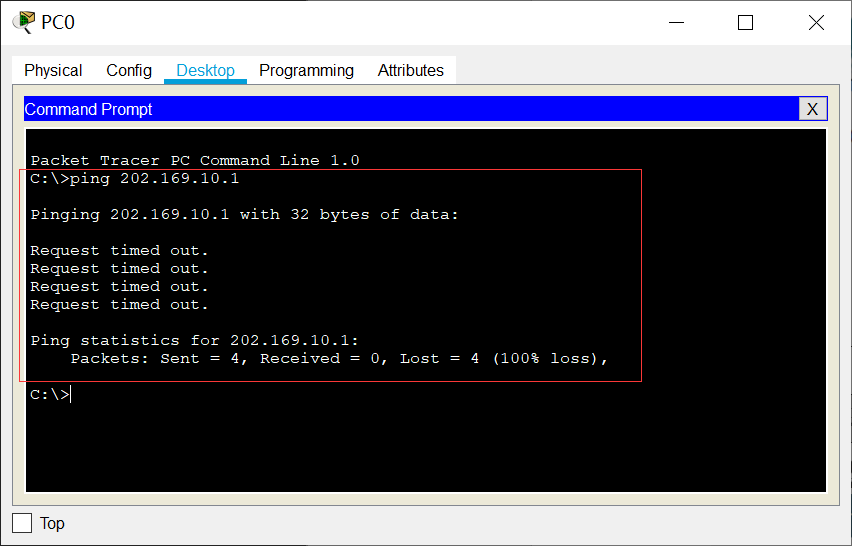 PC0
Physical Config Desktop Programming Attributes
Command Prompt X
Packet Tracer PC Command Line 1.0
C:\>ping 202.169.10.1
Pinging 202.169.10.1 with 32 bytes of data:
Request timed out.
Request timed out.
Request timed out.
Request timed out.
Ping statistics for 202.169.10.1:
Packets: Sent = 4, Received = 0, Lost = 4 (100% loss),
C:\>
Top